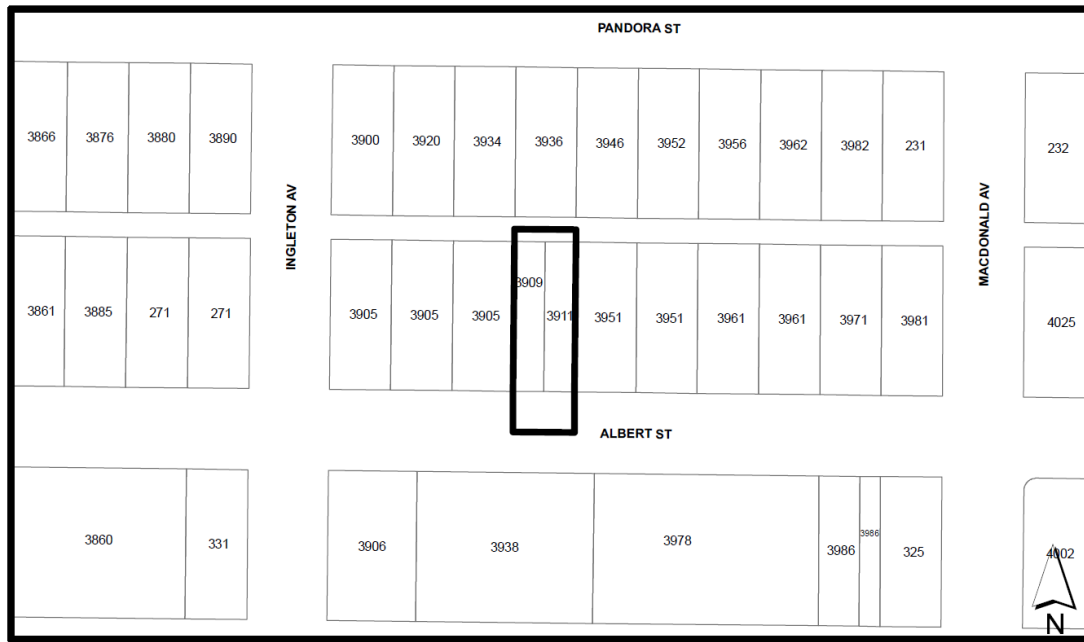 PANDORA ST
3866 3876 3880 3890 3900 3920 3934 3936 3946 3952 3956 3962 3982 231 232
INGLETON AV
MACDONALD AV
3909
3861 3885 271 271 3905 3905 3905 3911 3951 3951 3961 3961 3971 3981 4025
ALBERT ST
3860 331 3906 3938 3978 3986 3986 325 4002
N